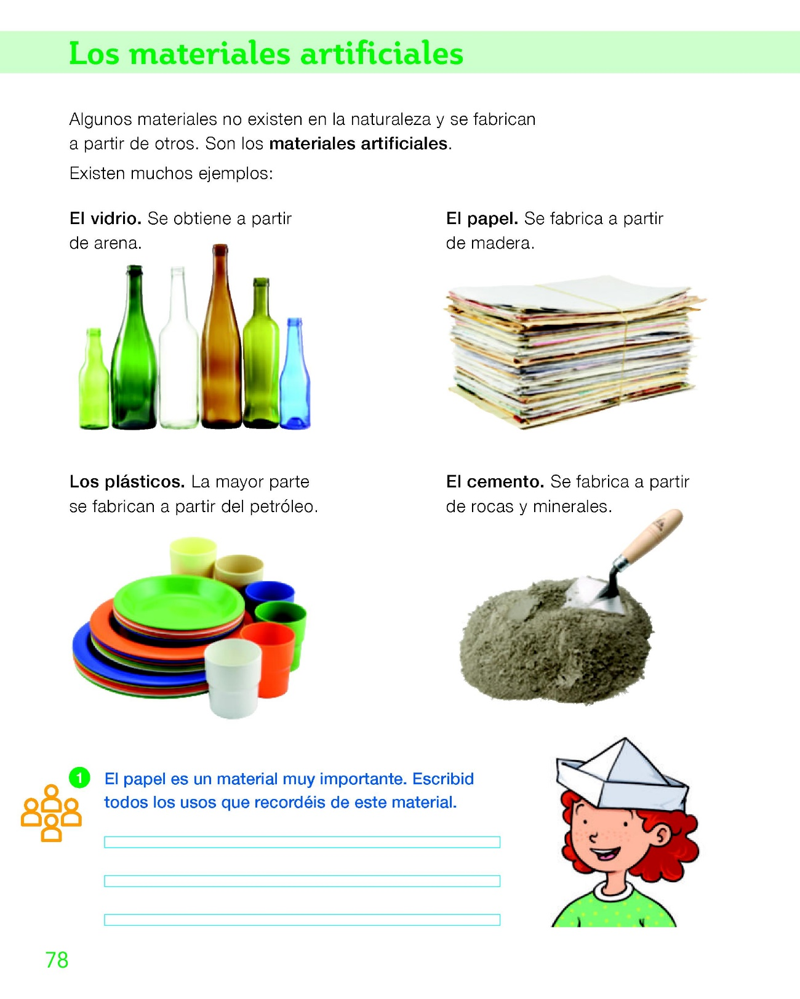 Los materiales artificiales
Algunos materiales no existen en la naturaleza y se fabrican
a partir de otros. Son los materiales artificiales.
Existen muchos ejemplos:
El vidrio. Se obtiene a partir
de arena.
El papel. Se fabrica a partir
de madera.
Los plásticos. La mayor parte
se fabrican a partir del petróleo.
El cemento. Se fabrica a partir
de rocas y minerales.
1 El papel es un material muy importante. Escribid
todos los usos que recordéis de este material.
78